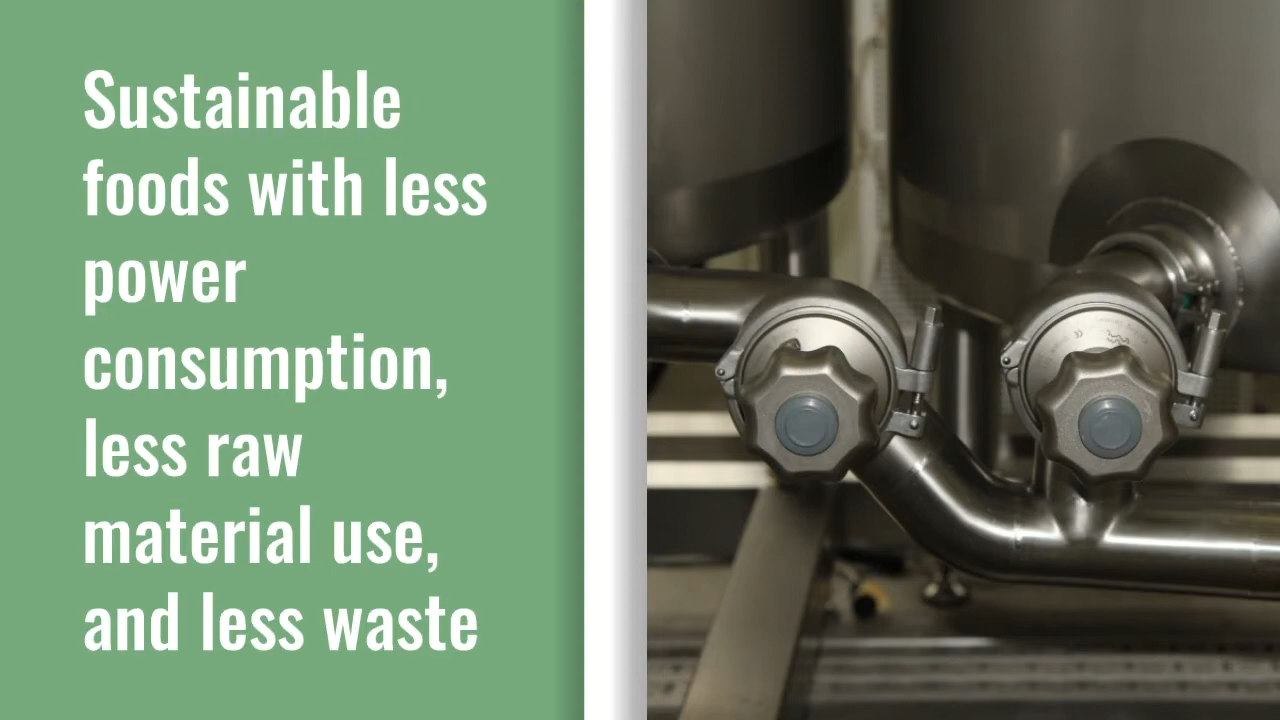 Sustainable
foods with less
power
consumption,
less raw
material use,
and less waste